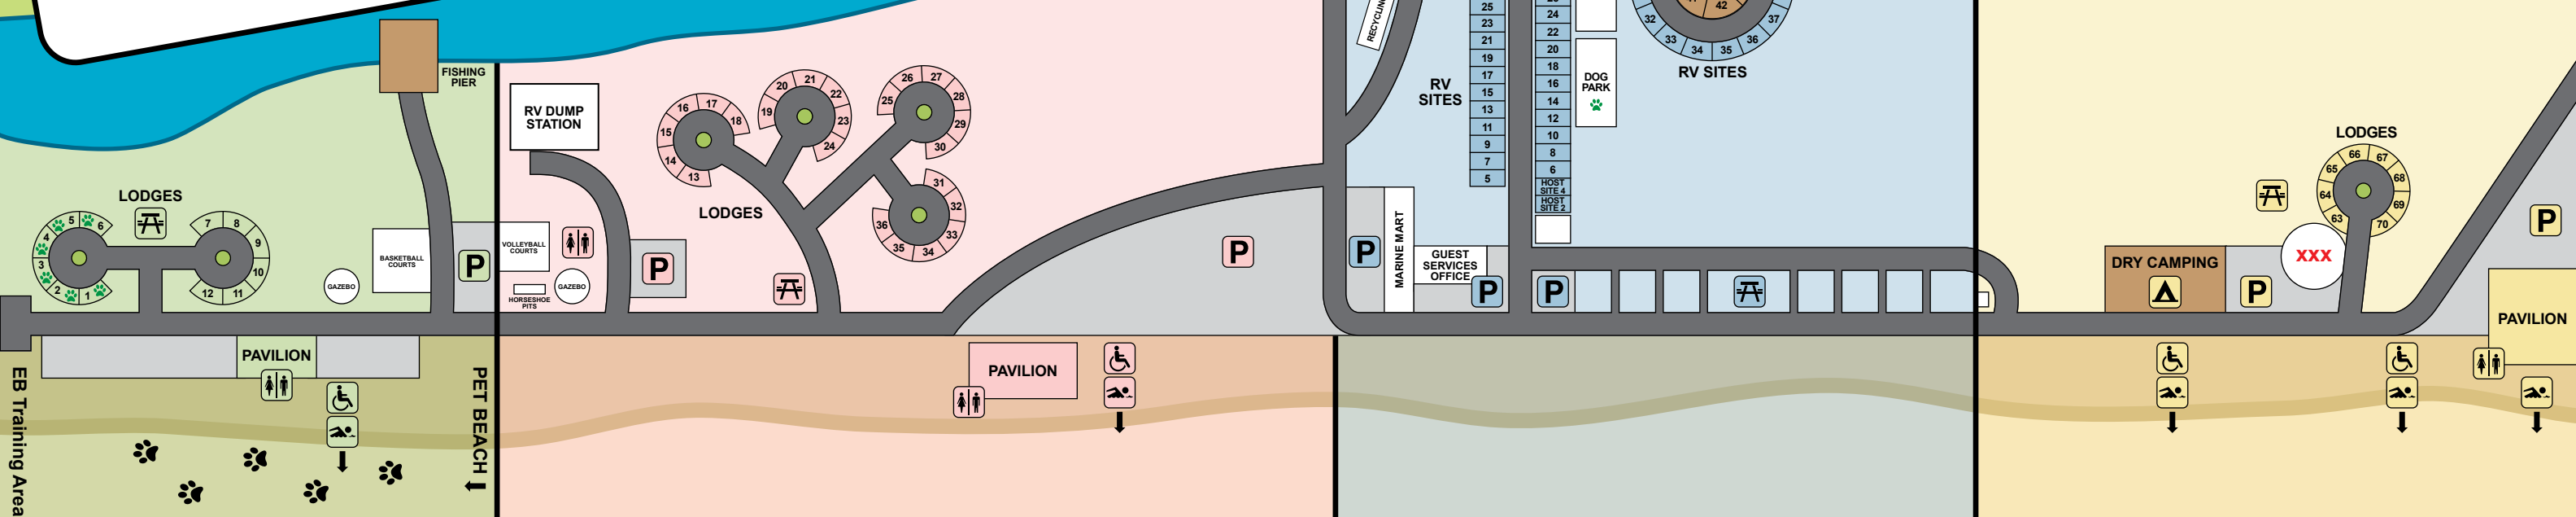 FISHING
PIER
LODGES
1
2
3
4
5
6
7
8
9
10
11
12
GAZEBO
BASKETBALL
COURTS
P
PAVILION
EB Training Area
PET BEACH
RV DUMP
STATION
VOLLEYBALL
COURTS
HORSESHOE
PITS
GAZEBO
P
LODGES
13
14
15
16
17
18
19
20
21
22
23
24
25
26
27
28
29
30
31
32
33
34
35
36
P
PAVILION
RECYCLING
RV
SITES
25
23
21
19
17
15
13
11
9
7
5
24
22
20
18
16
14
12
10
8
6
HOST
SITE 4
HOST
SITE 2
DOG
PARK
42
32
33
34
35
36
37
RV SITES
P
MARINE MART
GUEST
SERVICES
OFFICE
P
P
LODGES
63
64
65
66
67
68
69
70
XXX
DRY CAMPING
P
P
PAVILION